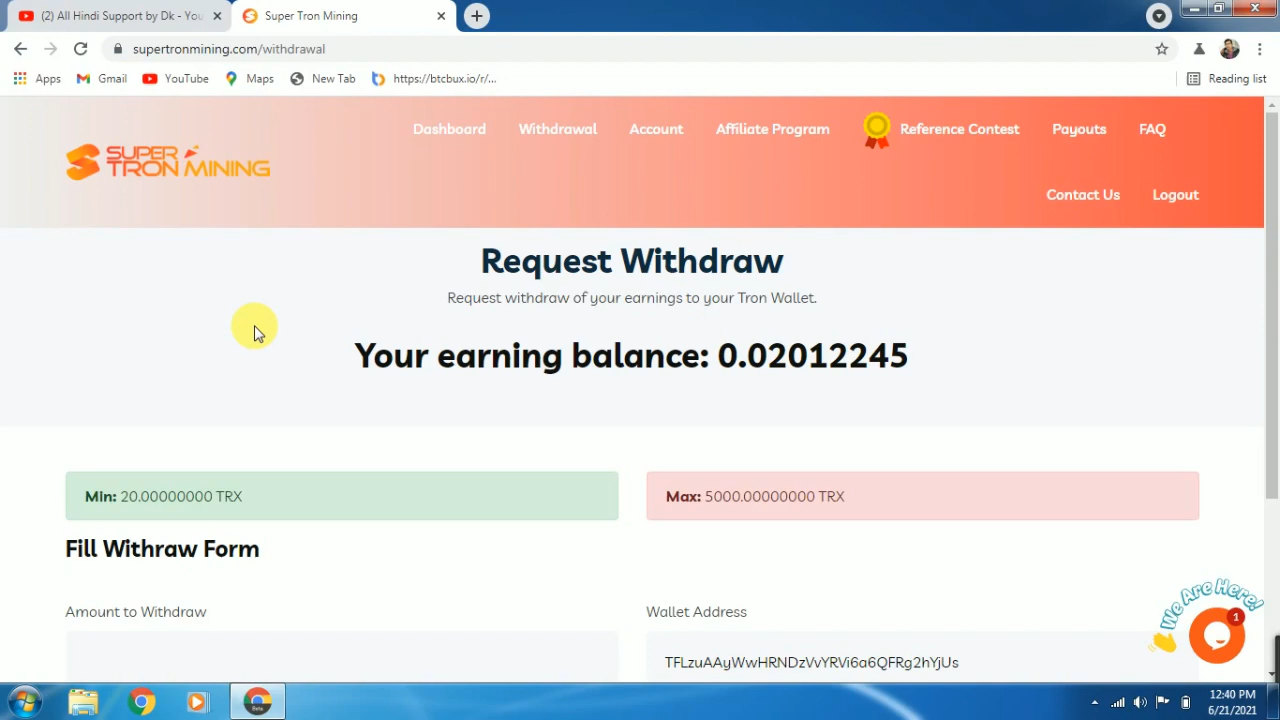 (2) All Hindi Support by Dk - You
Super Tron Mining
supertronmining.com/withdrawal
Apps
Gmail
YouTube
Maps
New Tab
https://btcbux.io/r/...
Reading list
SUPER
TRON MINING
Dashboard
Withdrawal
Account
Affiliate Program
Reference Contest
Payouts
FAQ
Contact Us
Logout
Request Withdraw
Request withdraw of your earnings to your Tron Wallet.
Your earning balance: 0.02012245
Min: 20.00000000 TRX
Max: 5000.00000000 TRX
Fill Withraw Form
Amount to Withdraw
Wallet Address
TFLzuAAyWwHRNDzVvYRVi6a6QFRg2hYjUs
We Are Here!
1
Beta
12:40 PM
6/21/2021